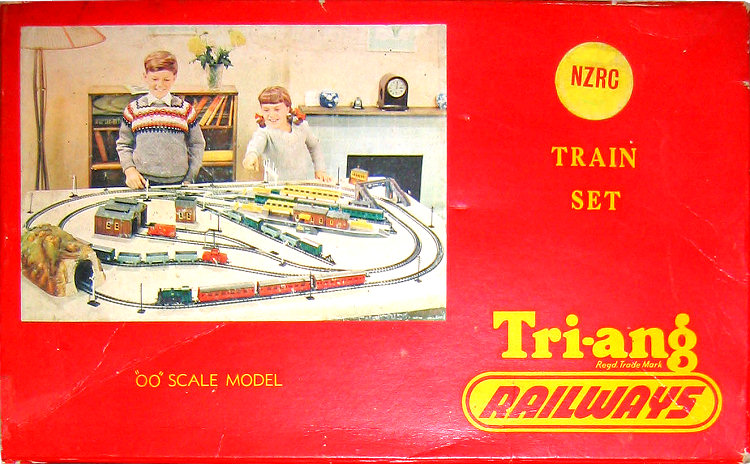 NZRC
TRAIN
SET
Tri-ang
Regd. Trade Mark
RAILWAYS
"OO" SCALE MODEL